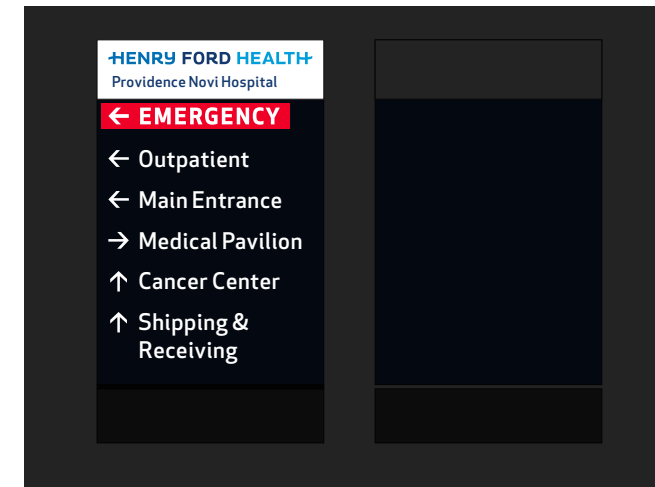 HENRY FORD HEALTH
Providence Novi Hospital
← EMERGENCY
← Outpatient
← Main Entrance
→ Medical Pavilion
↑ Cancer Center
↑ Shipping &
Receiving